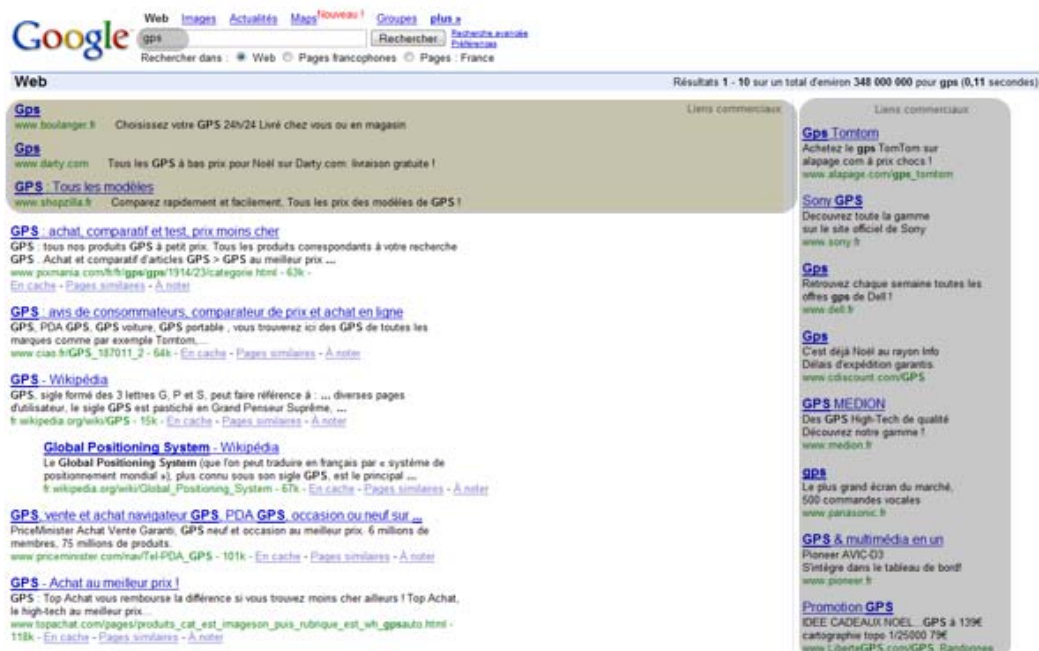 Google
Web Images Actualités Maps Nouveau ! Groupes plus »
gps Rechercher Recherche avancée
Préférences
Rechercher dans : Web Pages francophones Pages : France
Web Résultats 1 - 10 sur un total d'environ 348 000 000 pour gps (0,11 secondes)
Liens commerciaux
Gps
www.boulanger.fr Choisissez votre GPS 24h/24 Livré chez vous ou en magasin
Gps
www.darty.com Tous les GPS à bas prix pour Noël sur Darty.com: livraison gratuite !
GPS : Tous les modèles
www.shopzilla.fr Comparez rapidement et facilement, Tous les prix des modèles de GPS !
GPS : achat, comparatif et test, prix moins cher
GPS : tous nos produits GPS à petit prix. Tous les produits correspondants à votre recherche
GPS . Achat et comparatif d'articles GPS > GPS au meilleur prix ...
www.pixmania.com/fr/fr/gps/gps/1914/23/categorie.html - 63k -
En cache - Pages similaires - À noter
GPS : avis de consommateurs, comparateur de prix et achat en ligne
GPS, PDA GPS, GPS voiture, GPS portable , vous trouverez ici des GPS de toutes les
marques comme par exemple Tomtom,...
www.ciao.fr/GPS_187011_2 - 64k - En cache - Pages similaires - À noter
GPS - Wikipédia
GPS, sigle formé des 3 lettres G, P et S, peut faire référence à : ... diverses pages
d'utilisateur, le sigle GPS est pastiché en Grand Penseur Suprême, ...
fr.wikipedia.org/wiki/GPS - 15k - En cache - Pages similaires - À noter
Global Positioning System - Wikipédia
Le Global Positioning System (que l'on peut traduire en français par « système de
positionnement mondial »), plus connu sous son sigle GPS, est le principal ...
fr.wikipedia.org/wiki/Global_Positioning_System - 67k - En cache - Pages similaires - À noter
GPS, vente et achat navigateur GPS, PDA GPS, occasion ou neuf sur ...
PriceMinister Achat Vente Garanti, GPS neuf et occasion au meilleur prix. 6 millions de
membres, 75 millions de produits.
www.priceminister.com/nav/Tel-PDA_GPS - 101k - En cache - Pages similaires - À noter
GPS - Achat au meilleur prix !
GPS : Top Achat vous rembourse la différence si vous trouvez moins cher ailleurs ! Top Achat,
le high-tech au meilleur prix...
www.topachat.com/pages/produits_cat_est_imageson_puis_rubrique_est_wh_gpsauto.html -
118k - En cache - Pages similaires - À noter
Liens commerciaux
Gps Tomtom
Achetez le gps TomTom sur
alapage.com à prix chocs !
www.alapage.com/gps_tomtom
Sony GPS
Decouvrez toute la gamme
sur le site officiel de Sony
www.sony.fr
Gps
Retrouvez chaque semaine toutes les
offres gps de Dell !
www.dell.fr
Gps
C'est déjà Noël au rayon Info
Délais d'expédition garantis.
www.cdiscount.com/GPS
GPS MEDION
Des GPS High-Tech de qualité
Découvrez notre gamme !
www.medion.fr
gps
Le plus grand écran du marché,
500 commandes vocales
www.panasonic.fr
GPS & multimédia en un
Pioneer AVIC-D3
S'intègre dans le tableau de bord!
www.pioneer.fr
Promotion GPS
IDEE CADEAUX NOEL...GPS à 139€
cartographie topo 1/25000 79€
www.LiberteGPS.com/GPS_Randonnee